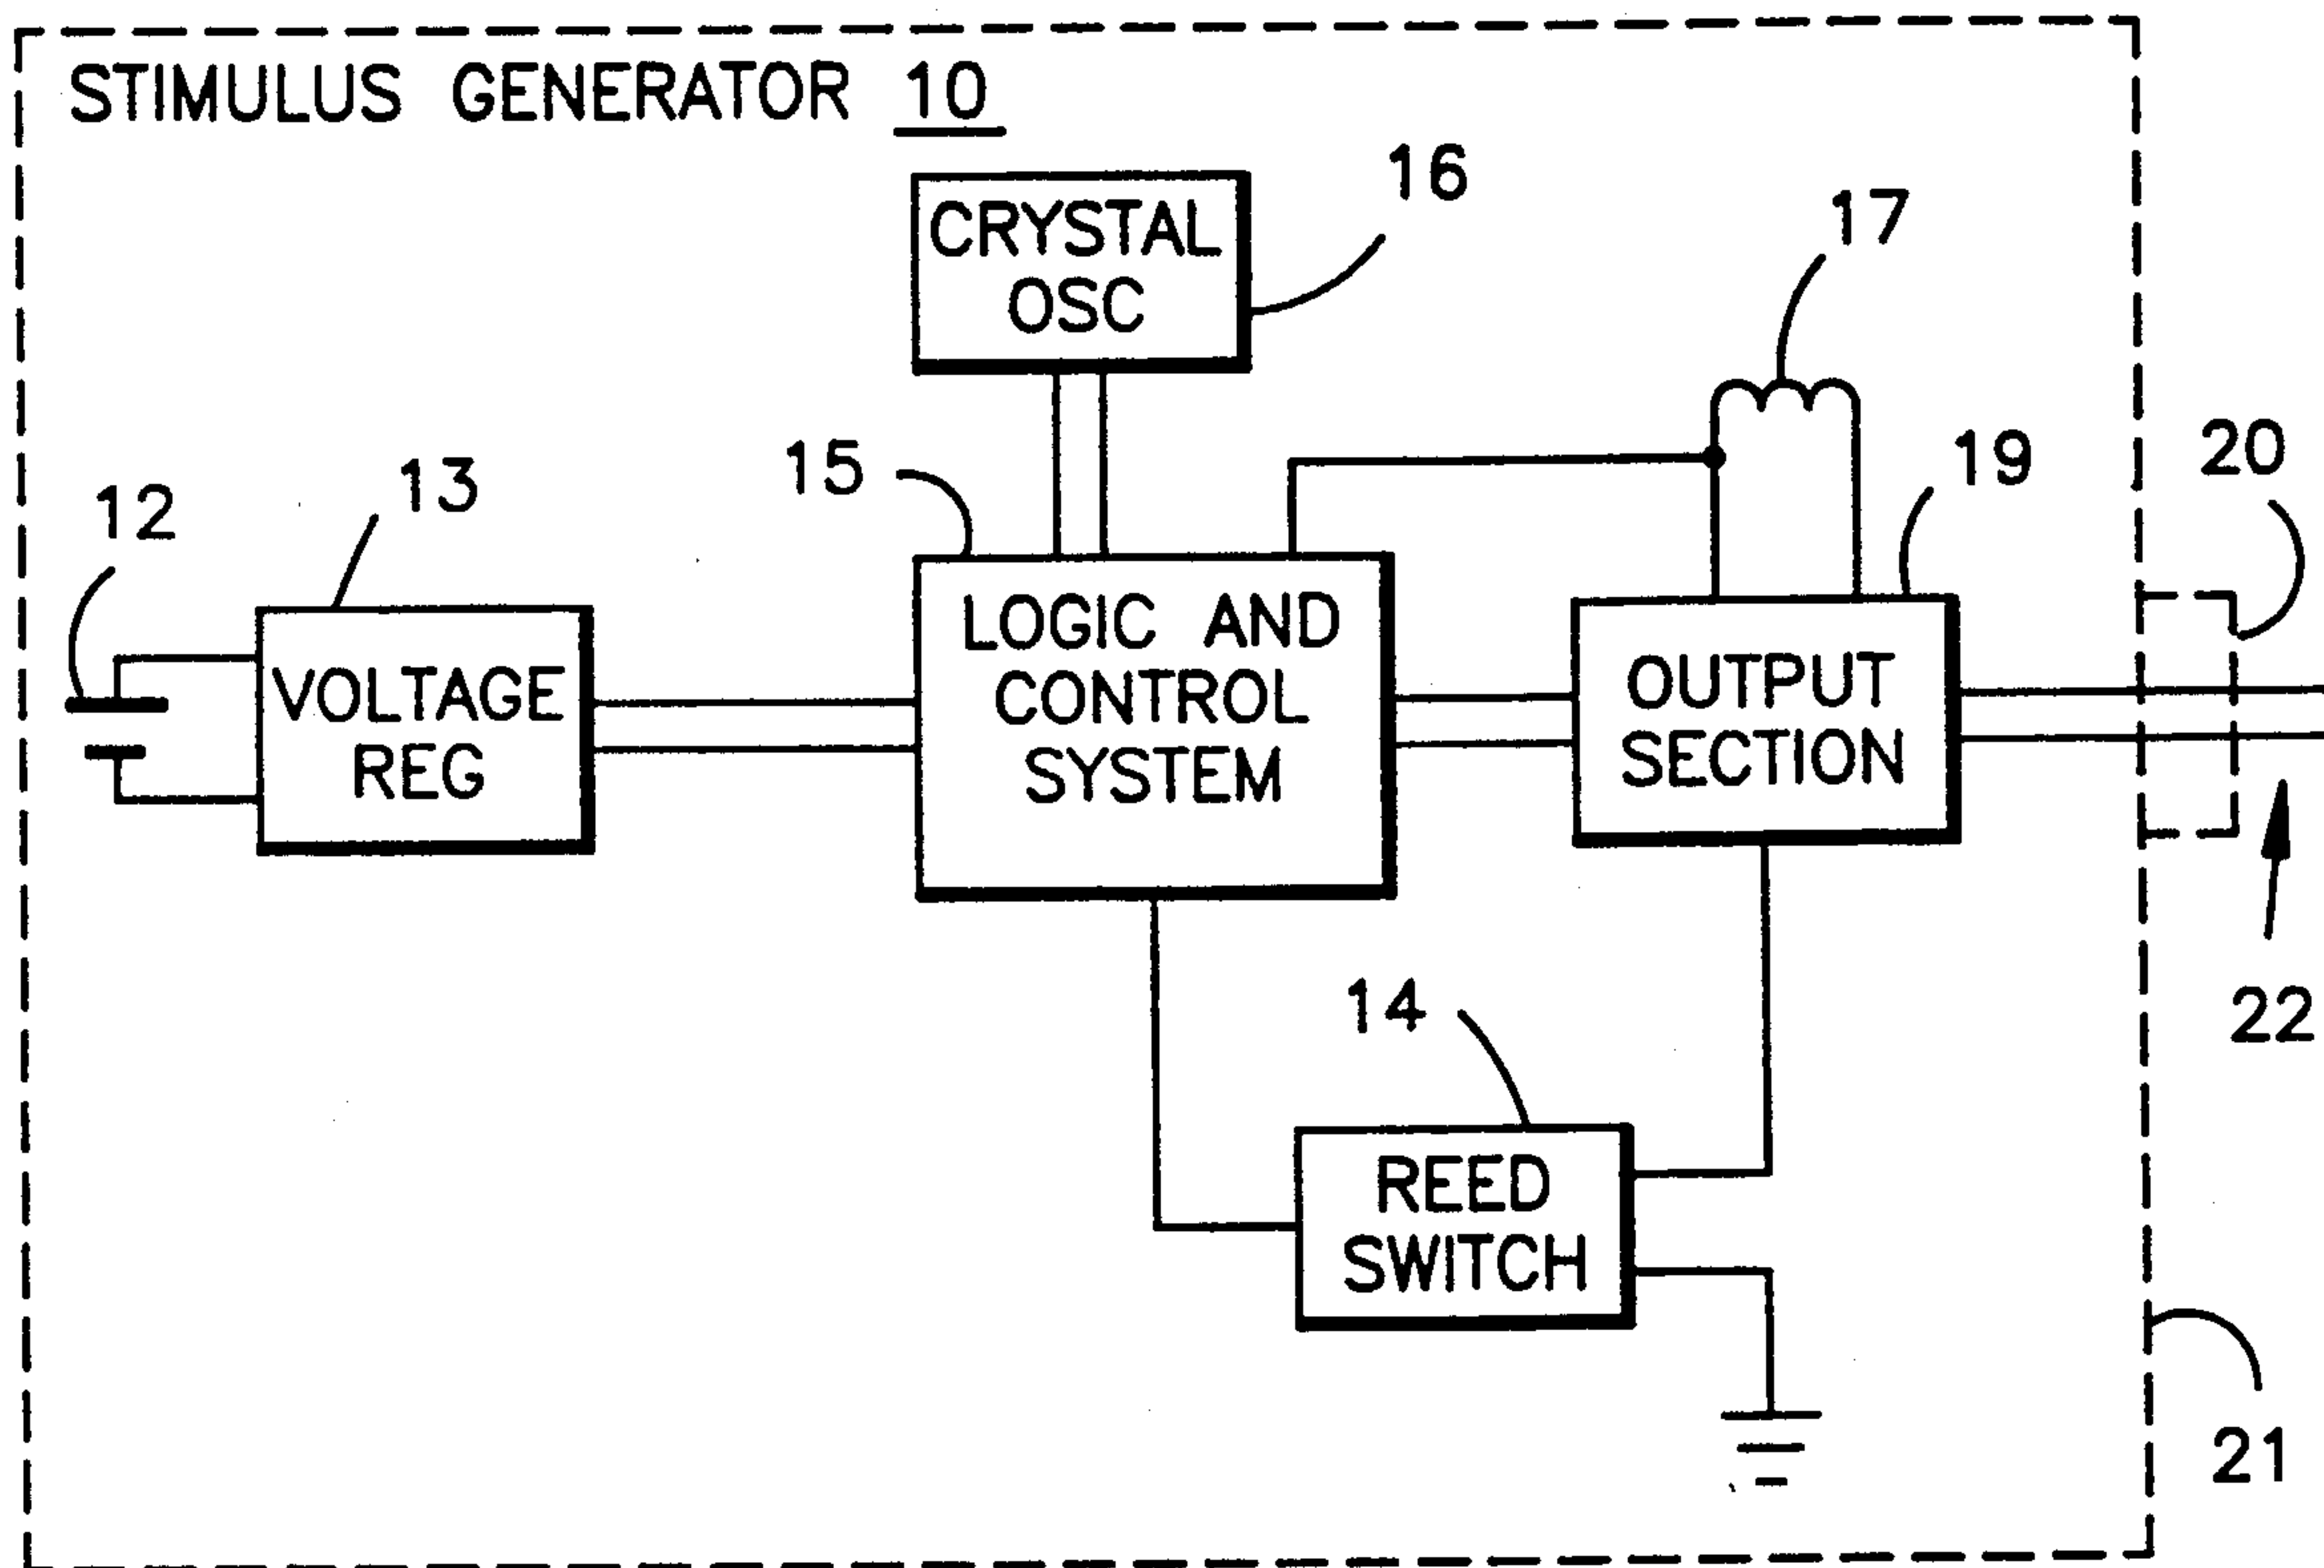 STIMULUS GENERATOR 10
CRYSTAL
OSC
16
17
15
13
12
19
20
VOLTAGE
REG
LOGIC AND
CONTROL
SYSTEM
OUTPUT
SECTION
14
22
REED
SWITCH
21